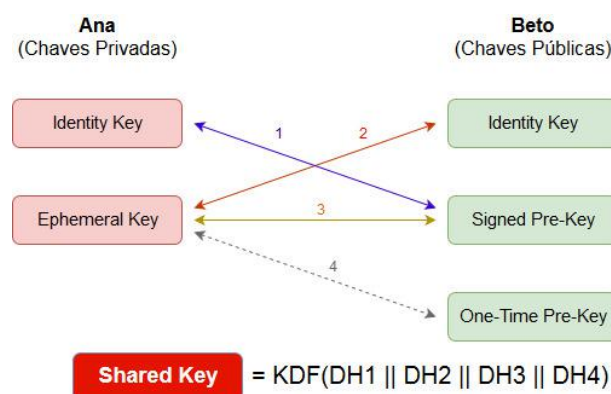 Ana
(Chaves Privadas)
Beto
(Chaves Públicas)
Identity Key
1
2
Identity Key
Ephemeral Key
3
Signed Pre-Key
4
One-Time Pre-Key
Shared Key = KDF(DH1 || DH2 || DH3 || DH4)